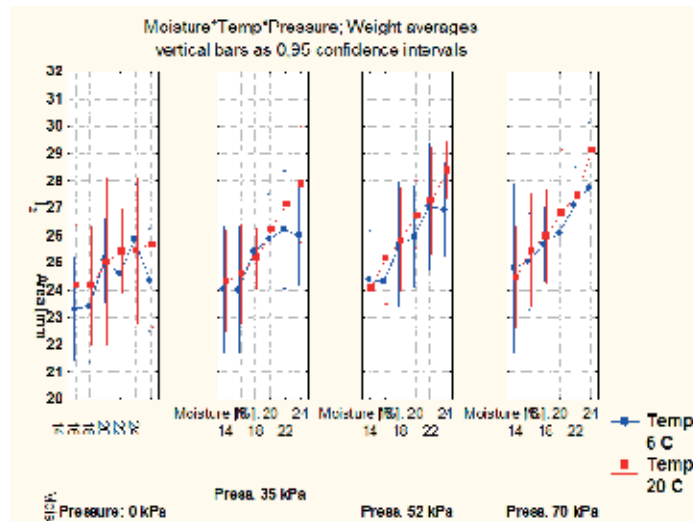 Moisture*Temp*Pressure; Weight averages
vertical bars as 0,95 confidence intervals
32
31
30
29
28
27
26
25
24
23
22
21
20
Area [mm
Moisture [%]. 20 24
14 18 22
Moisture [%]. 20 24
14 18 22
Moisture [%]. 20 24
14 18 22
Temp
6 C
Temp
20 C
Pressure: 0 kPa
Press. 35 kPa
Press. 52 kPa
Press. 70 kPa